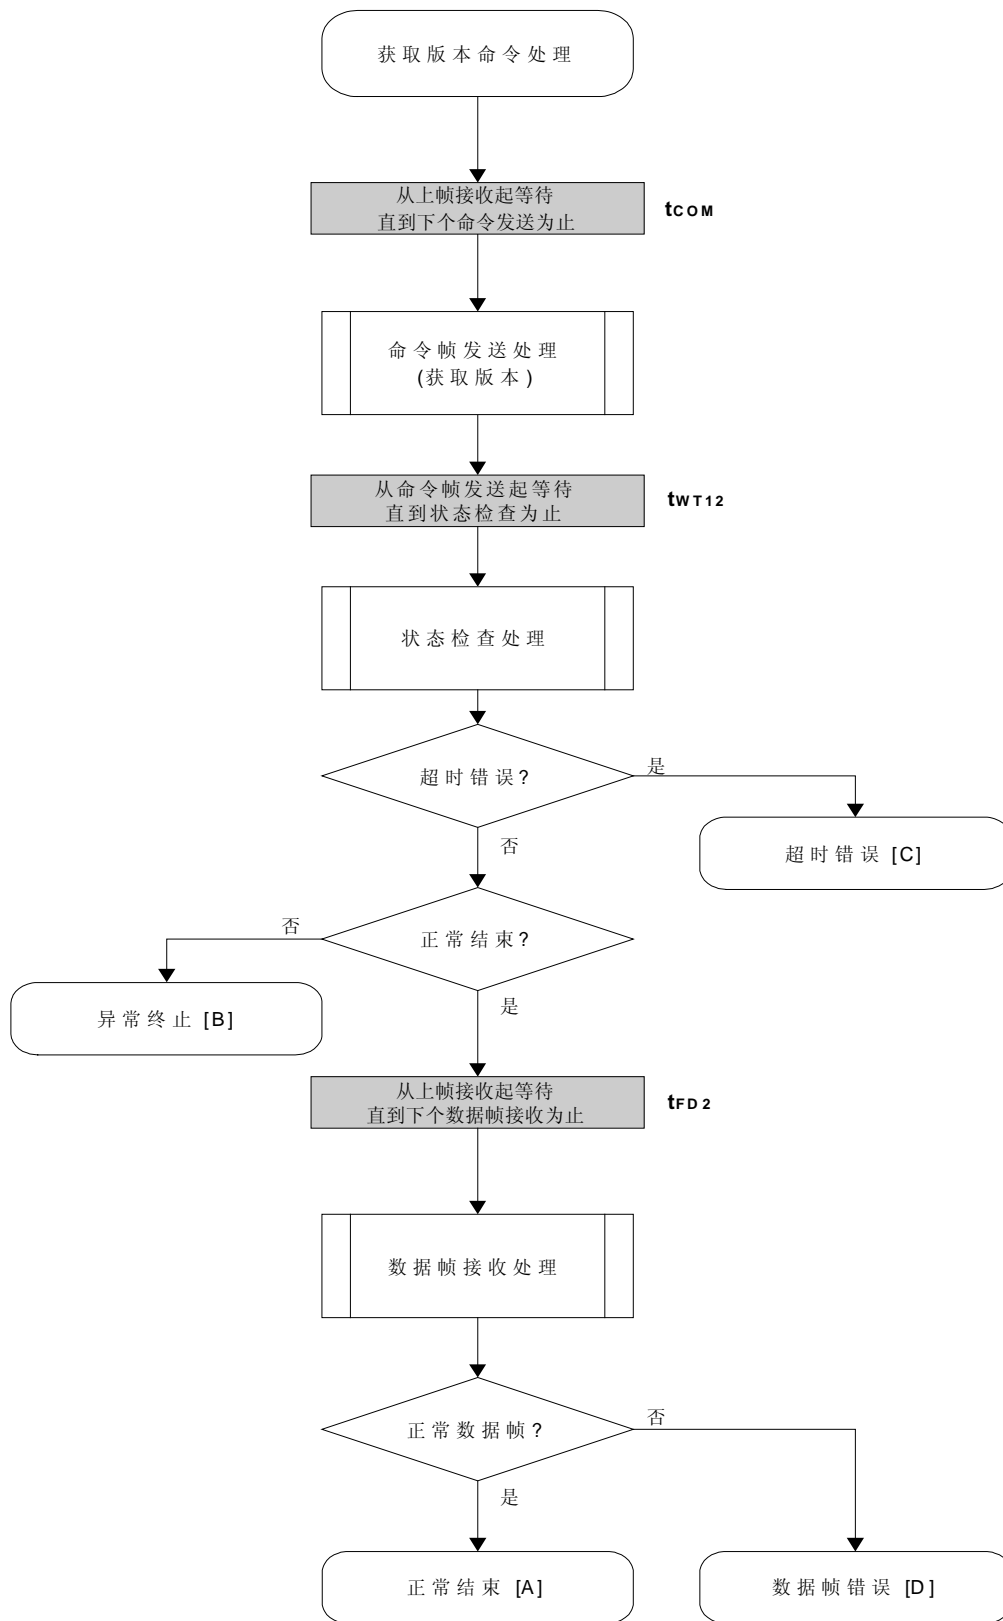 获取版本命令处理
从上帧接收起等待
直到下个命令发送为止
tCOM
命令帧发送处理
(获取版本)
从命令帧发送起等待
直到状态检查为止
tWT12
状态检查处理
超时错误?
是
超时错误 [C]
否
正常结束?
否
异常终止 [B]
是
从上帧接收起等待
直到下个数据帧接收为止
tFD2
数据帧接收处理
正常数据帧?
否
是
正常结束 [A]
数据帧错误 [D]